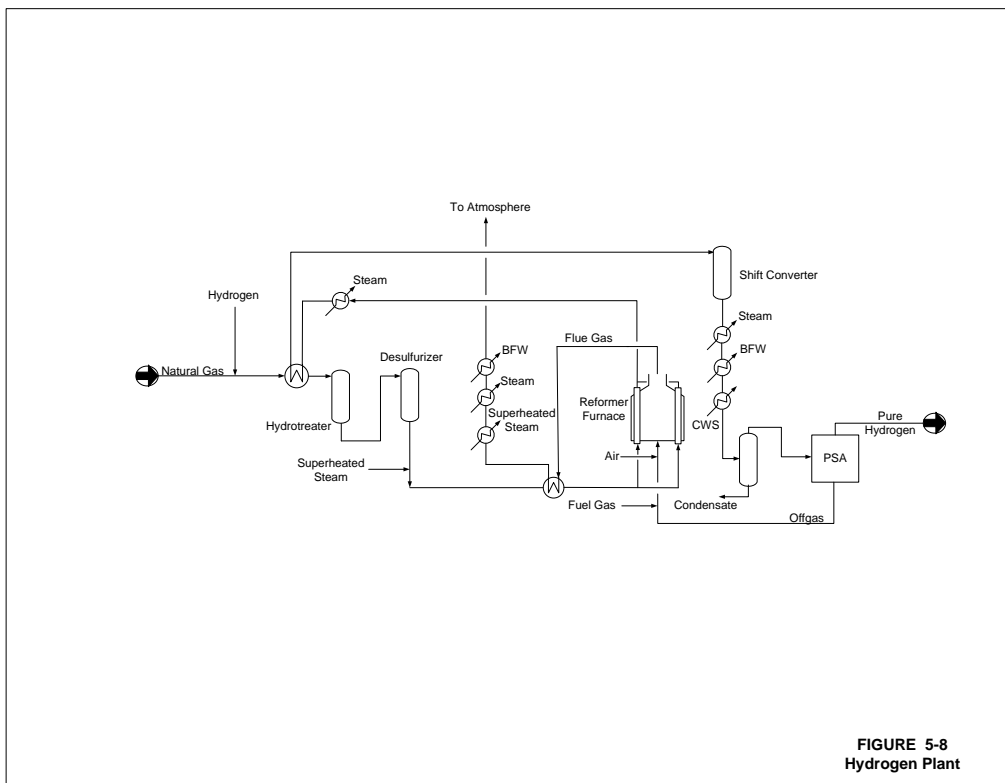 To Atmosphere
Shift Converter
Steam
Hydrogen
Steam
Flue Gas
BFW
BFW
Desulfurizer
Natural Gas
Steam
Reformer
Furnace
Hydrotreater
Superheated
Steam
CWS
Pure
Hydrogen
Air
PSA
Superheated
Steam
Fuel Gas
Condensate
Offgas
FIGURE 5-8
Hydrogen Plant